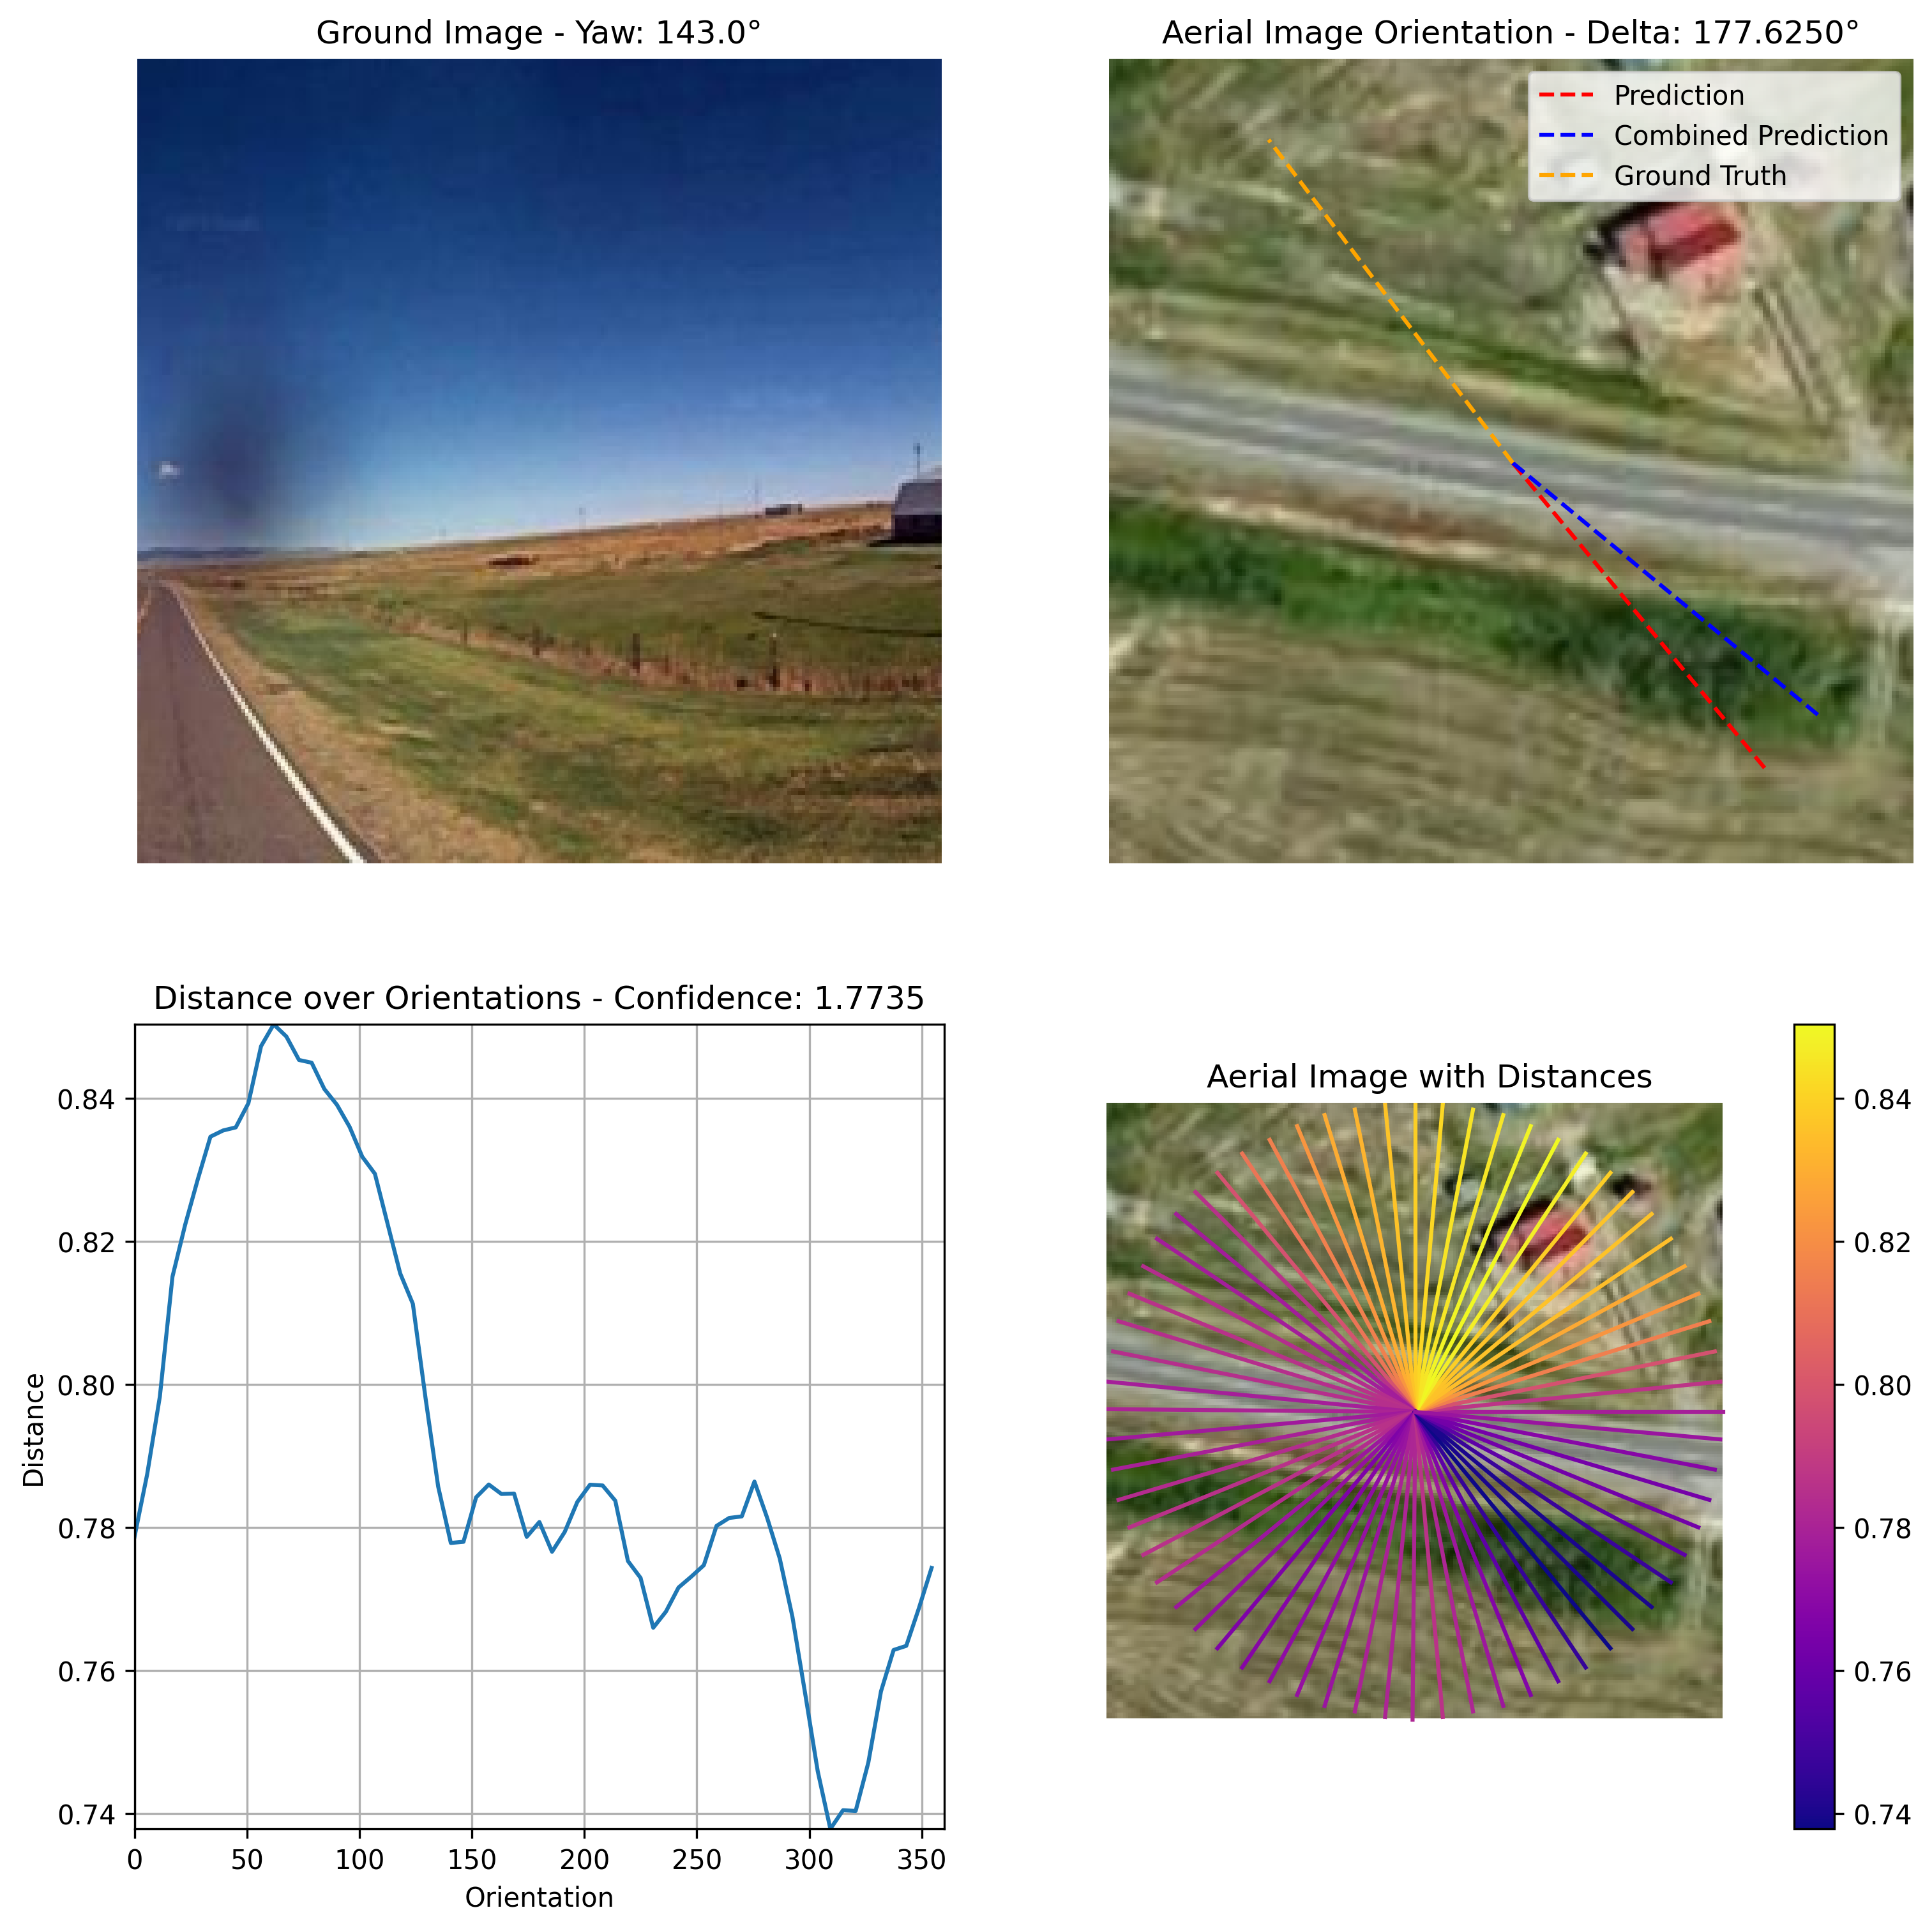 Ground Image - Yaw: 143.0°
Aerial Image Orientation - Delta: 177.6250°
Prediction
Combined Prediction
Ground Truth
Distance over Orientations - Confidence: 1.7735
Distance
0.84
0.82
0.80
0.78
0.76
0.74
0
50
100
150
200
250
300
350
Orientation
Aerial Image with Distances
0.84
0.82
0.80
0.78
0.76
0.74